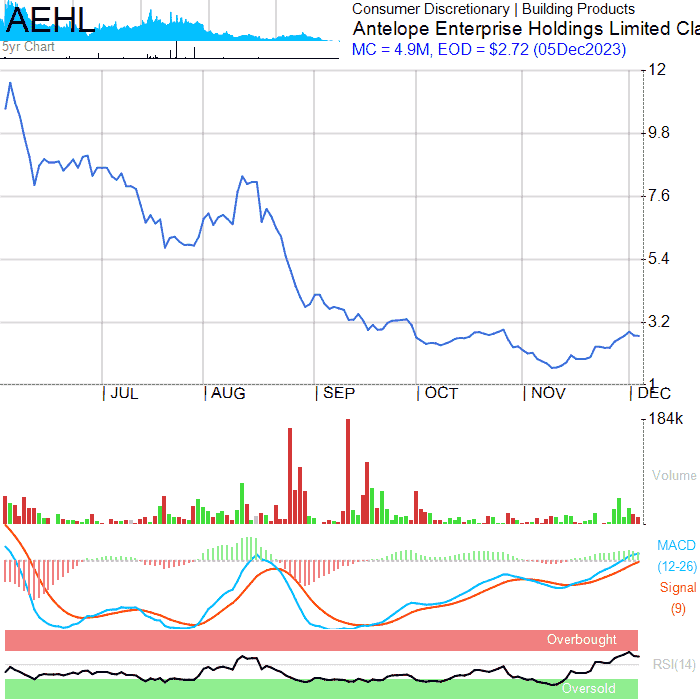 AEHL
5yr Chart
Consumer Discretionary | Building Products
Antelope Enterprise Holdings Limited Cla
MC = 4.9M, EOD = $2.72 (05Dec2023)
12
9.8
7.6
5.4
3.2
1
JUL
AUG
SEP
OCT
NOV
DEC
184k
Volume
MACD
(12-26)
Signal
(9)
Overbought
RSI(14)
Oversold